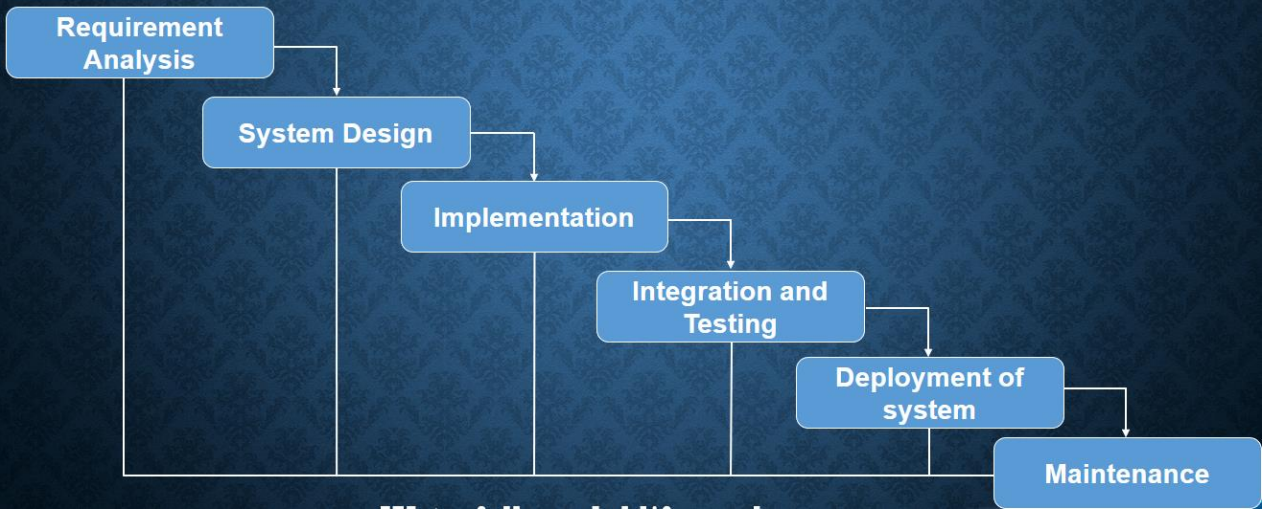 Requirement
Analysis
System Design
Implementation
Integration and
Testing
Deployment of
system
Maintenance